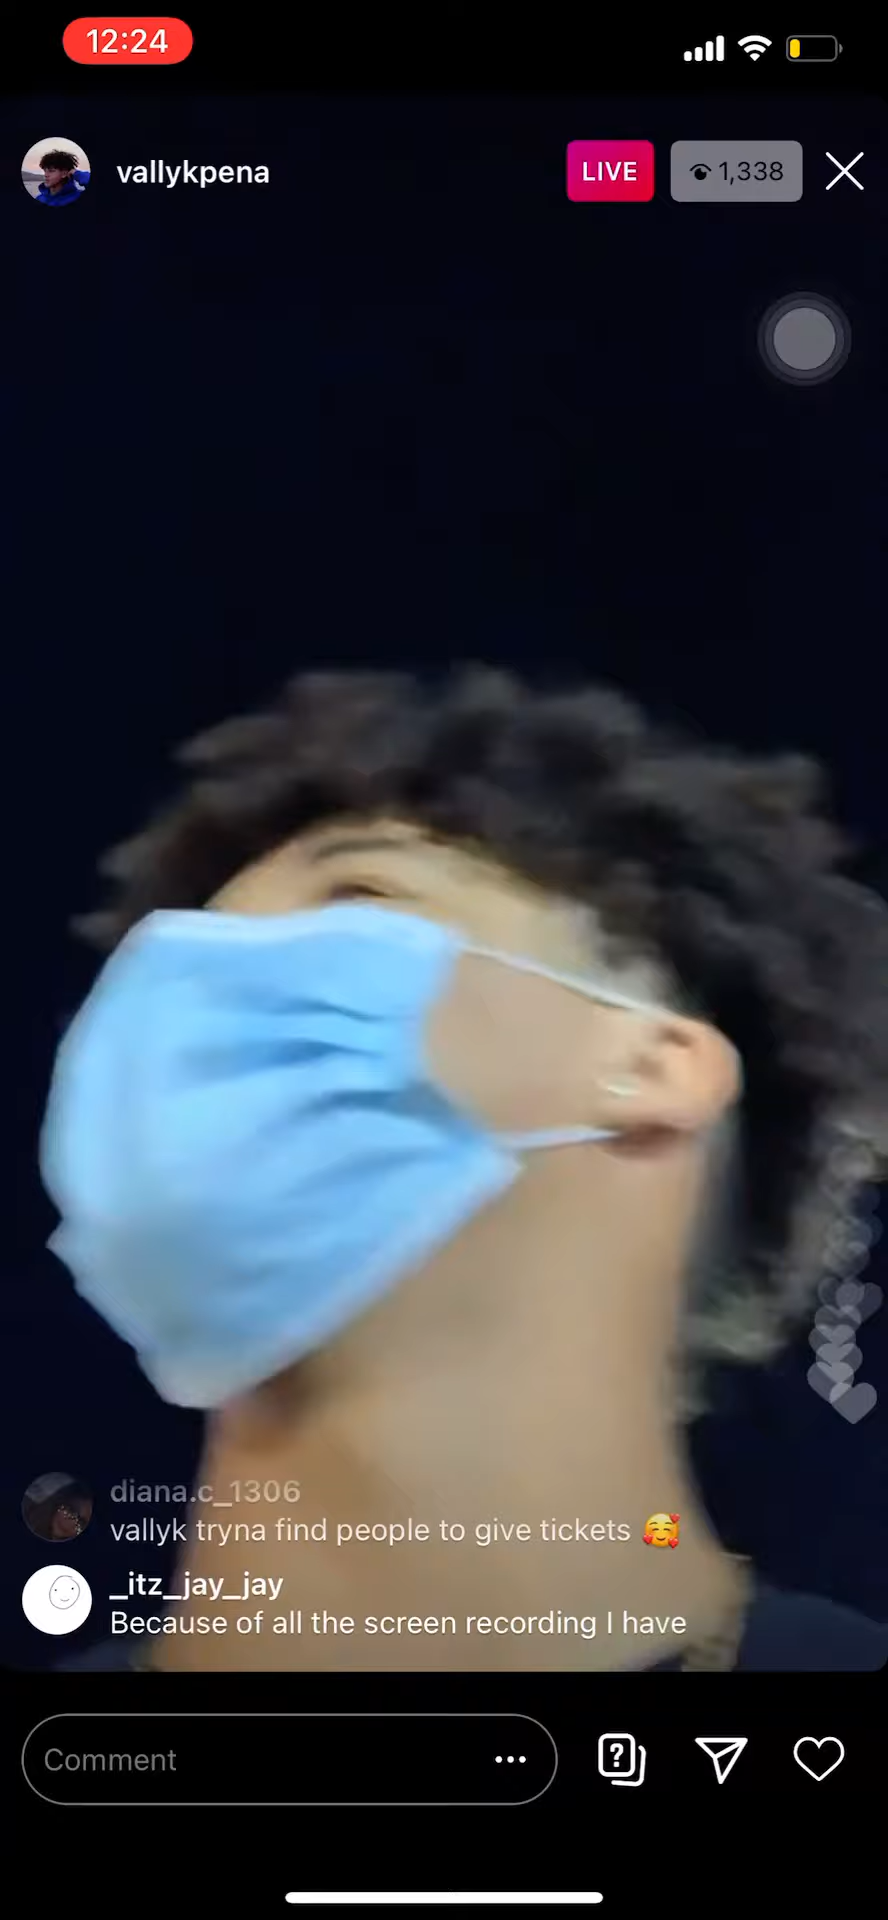 12:24
vallykpena
LIVE
1,338
diana.c_1306
vallyk tryna find people to give tickets 🥰
_itz_jay_jay
Because of all the screen recording I have
Comment